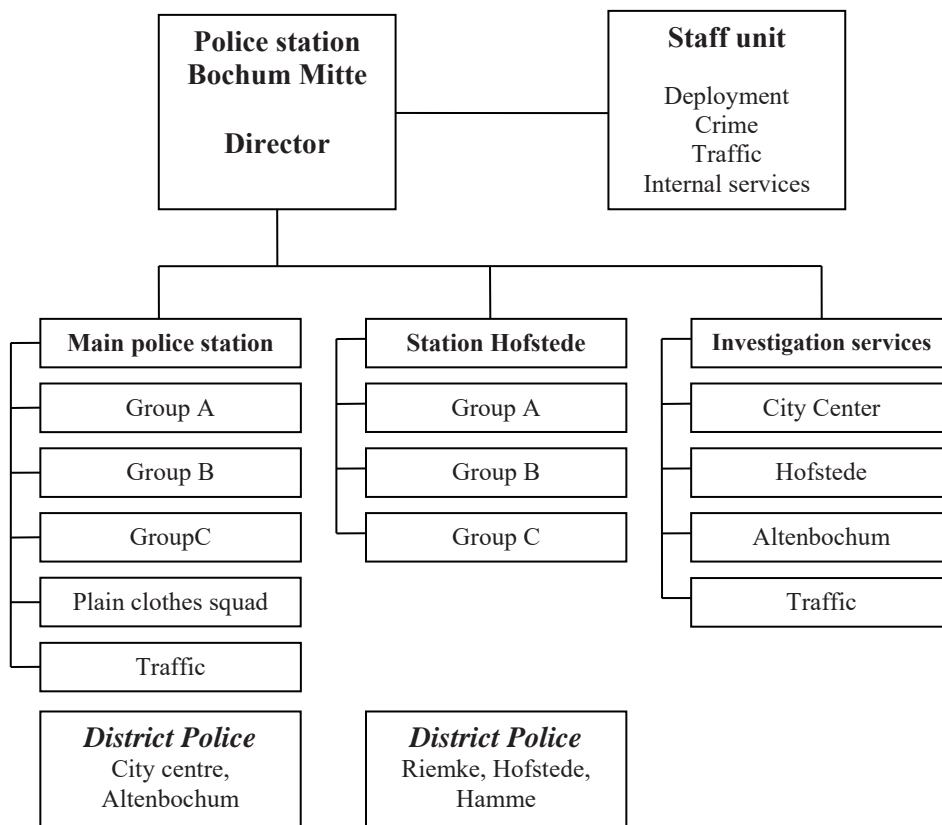 Police station
Bochum Mitte
Director
Staff unit
Deployment
Crime
Traffic
Internal services
Main police station
Group A
Group B
GroupC
Plain clothes squad
Traffic
District Police
City centre,
Altenbochum
Station Hofstede
Group A
Group B
Group C
District Police
Riemke, Hofstede,
Hamme
Investigation services
City Center
Hofstede
Altenbochum
Traffic